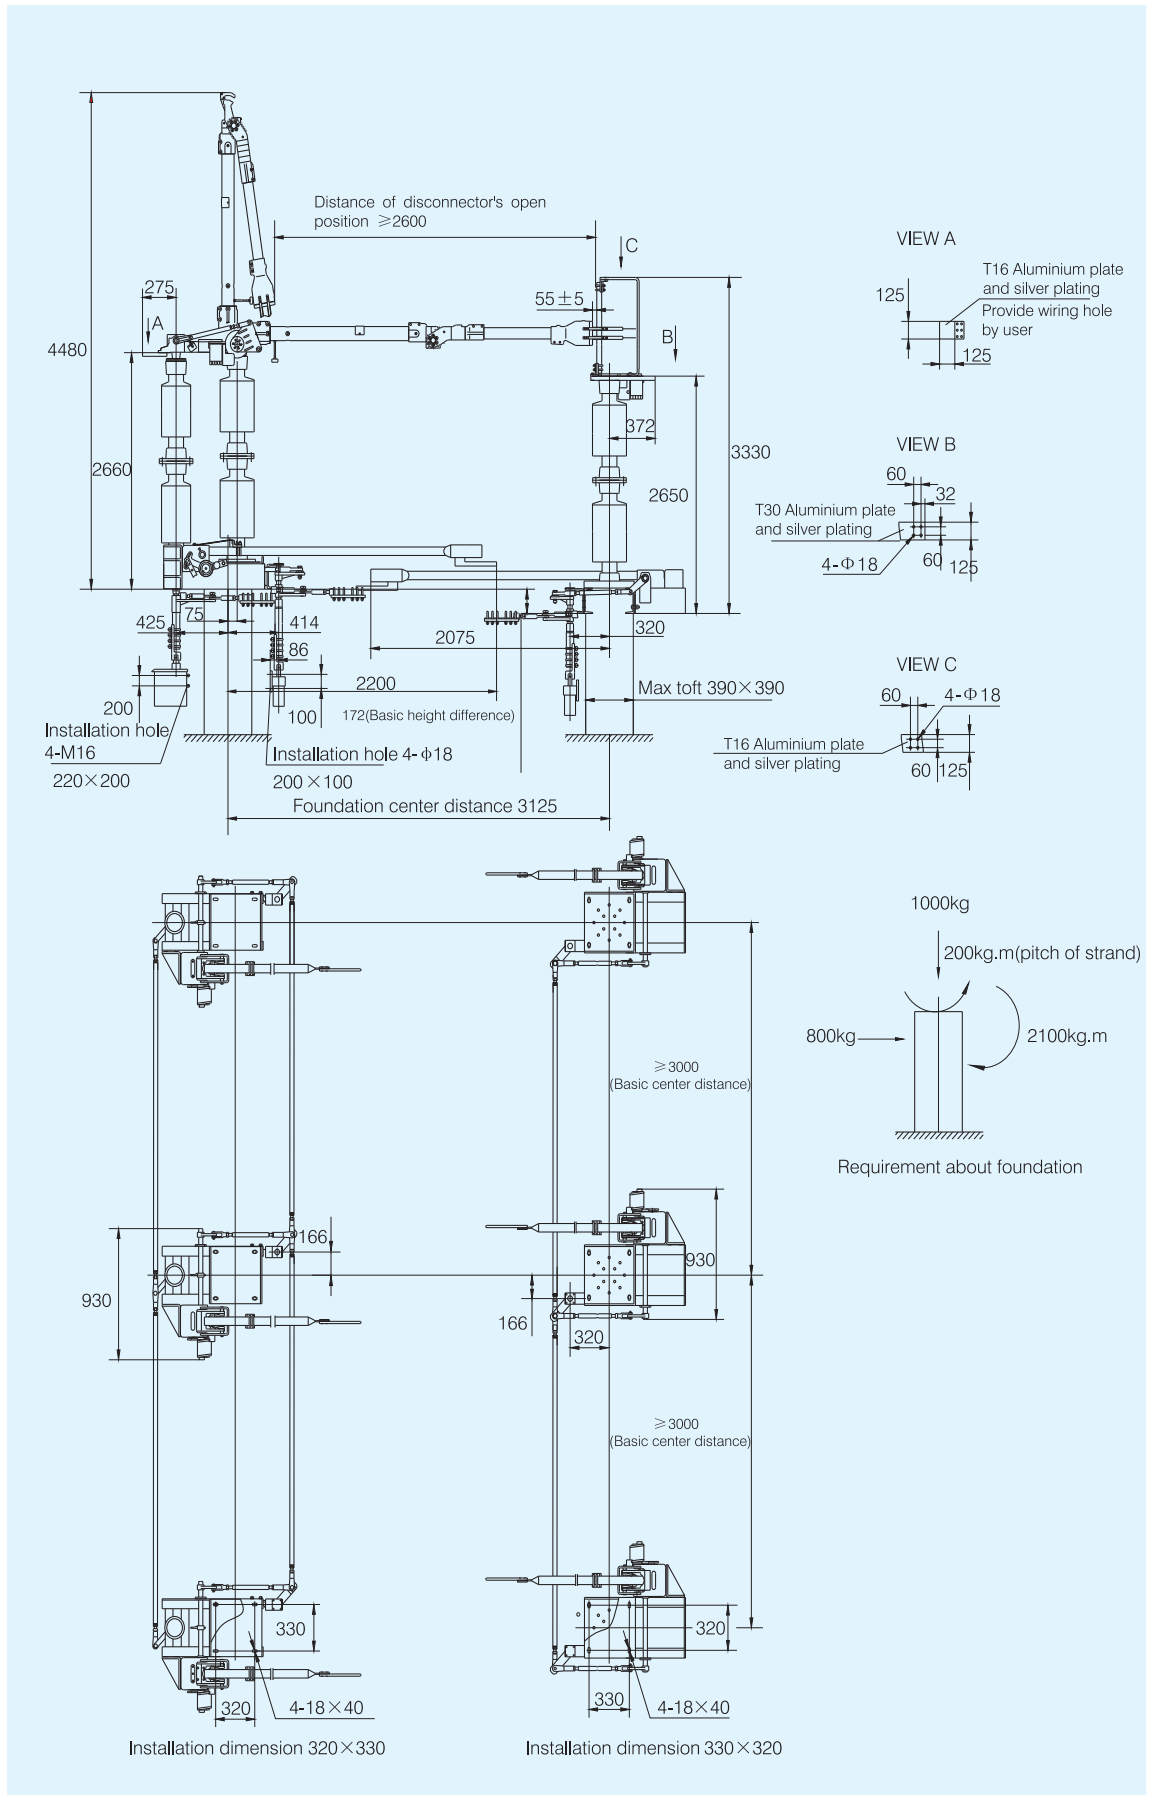 Distance of disconnector's open
position ≥2600
C
275
A
55±5
B
4480
372
3330
2660
2650
75
425
414
320
2075
86
2200
Max toft 390×390
200
100
172(Basic height difference)
Installation hole
4-M16
220×200
Installation hole 4-φ18
200×100
Foundation center distance 3125
VIEW A
T16 Aluminium plate
and silver plating
125
Provide wiring hole
by user
125
VIEW B
60
32
T30 Aluminium plate
and silver plating
4-Φ18
60
125
VIEW C
60
4-Φ18
T16 Aluminium plate
and silver plating
60
125
1000kg
200kg.m(pitch of strand)
800kg
2100kg.m
Requirement about foundation
≥3000
(Basic center distance)
166
930
930
166
320
≥3000
(Basic center distance)
330
320
320
4-18×40
330
4-18×40
Installation dimension 320×330
Installation dimension 330×320